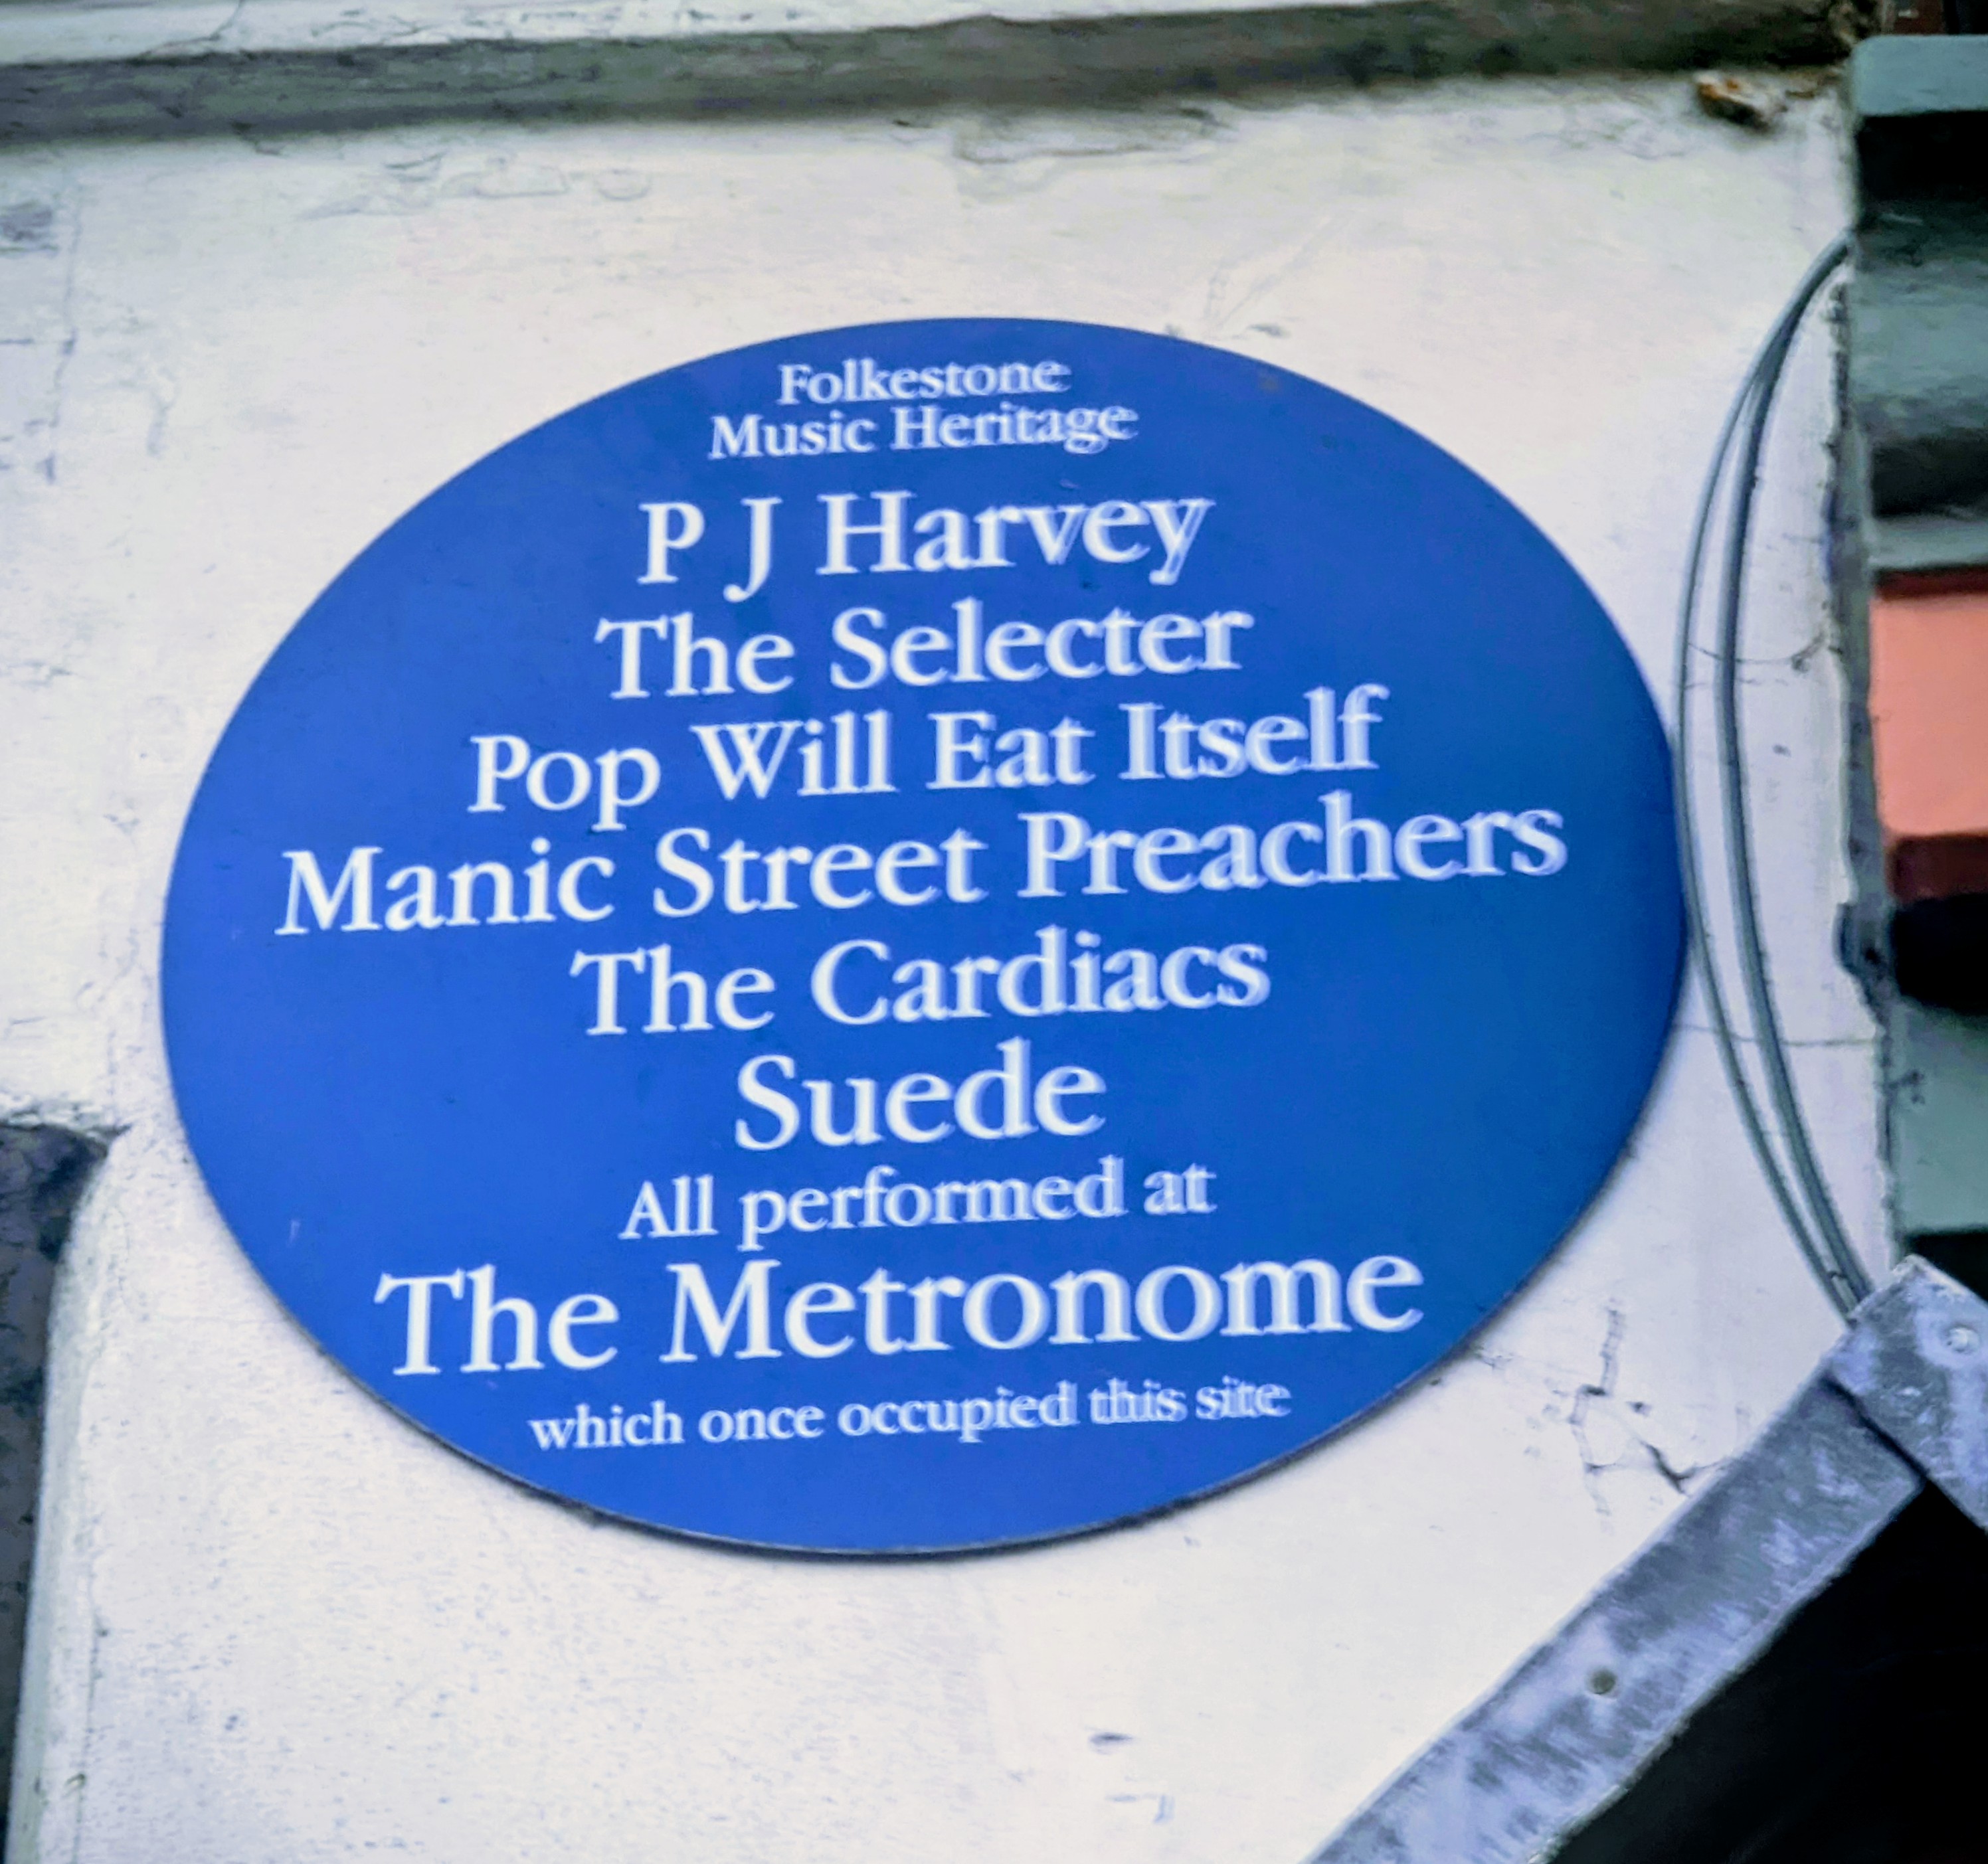 Folkestone
Music Heritage
P J Harvey
The Selecter
Pop Will Eat Itself
Manic Street Preachers
The Cardiacs
Suede
All performed at
The Metronome
which once occupied this site